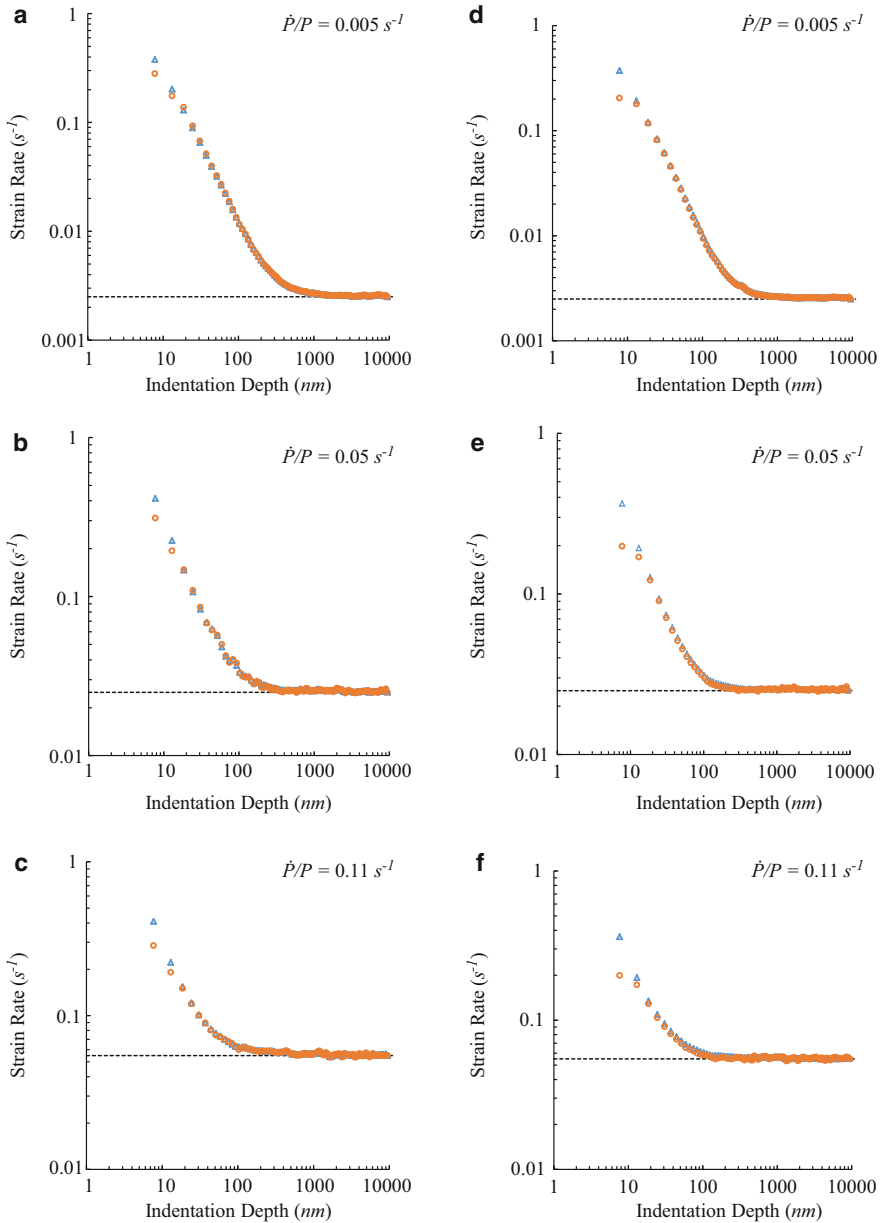 a
Ṗ/P = 0.005 s⁻¹
1
0.1
0.01
0.001
Strain Rate (s⁻¹)
1 10 100 1000 10000
Indentation Depth (nm)
d
Ṗ/P = 0.005 s⁻¹
1
0.1
0.01
0.001
Strain Rate (s⁻¹)
1 10 100 1000 10000
Indentation Depth (nm)
b
Ṗ/P = 0.05 s⁻¹
1
0.1
0.01
Strain Rate (s⁻¹)
1 10 100 1000 10000
Indentation Depth (nm)
e
Ṗ/P = 0.05 s⁻¹
1
0.1
0.01
Strain Rate (s⁻¹)
1 10 100 1000 10000
Indentation Depth (nm)
c
Ṗ/P = 0.11 s⁻¹
1
0.1
0.01
Strain Rate (s⁻¹)
1 10 100 1000 10000
Indentation Depth (nm)
f
Ṗ/P = 0.11 s⁻¹
1
0.1
0.01
Strain Rate (s⁻¹)
1 10 100 1000 10000
Indentation Depth (nm)